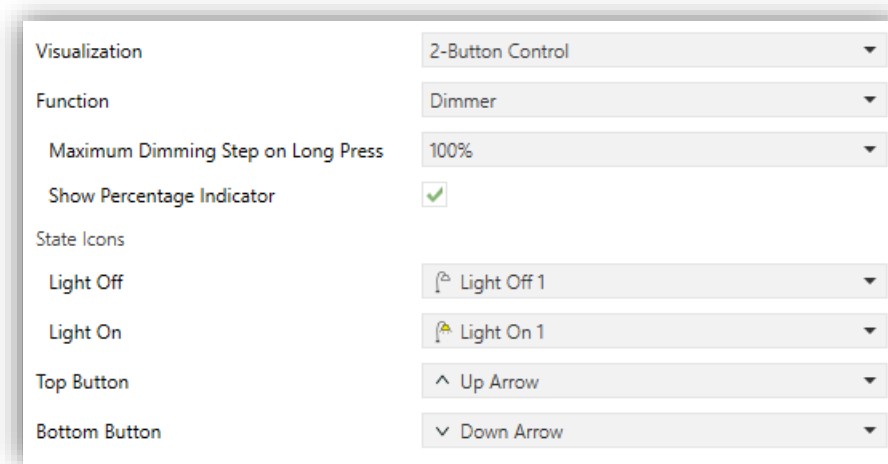 Visualization 2-Button Control
Function Dimmer
Maximum Dimming Step on Long Press 100%
Show Percentage Indicator
State Icons
Light Off Light Off 1
Light On Light On 1
Top Button Up Arrow
Bottom Button Down Arrow